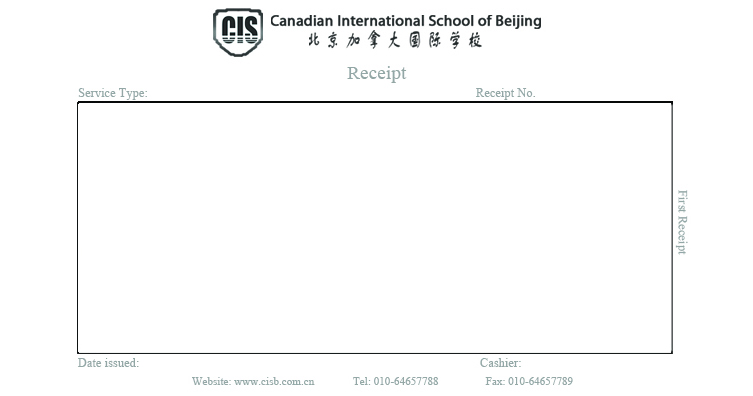 CIS Canadian International School of Beijing
北京加拿大国际学校
Receipt
Service Type: Receipt No.
First Receipt
Date issued: Cashier:
Website: www.cisb.com.cn Tel: 010-64657788 Fax: 010-64657789